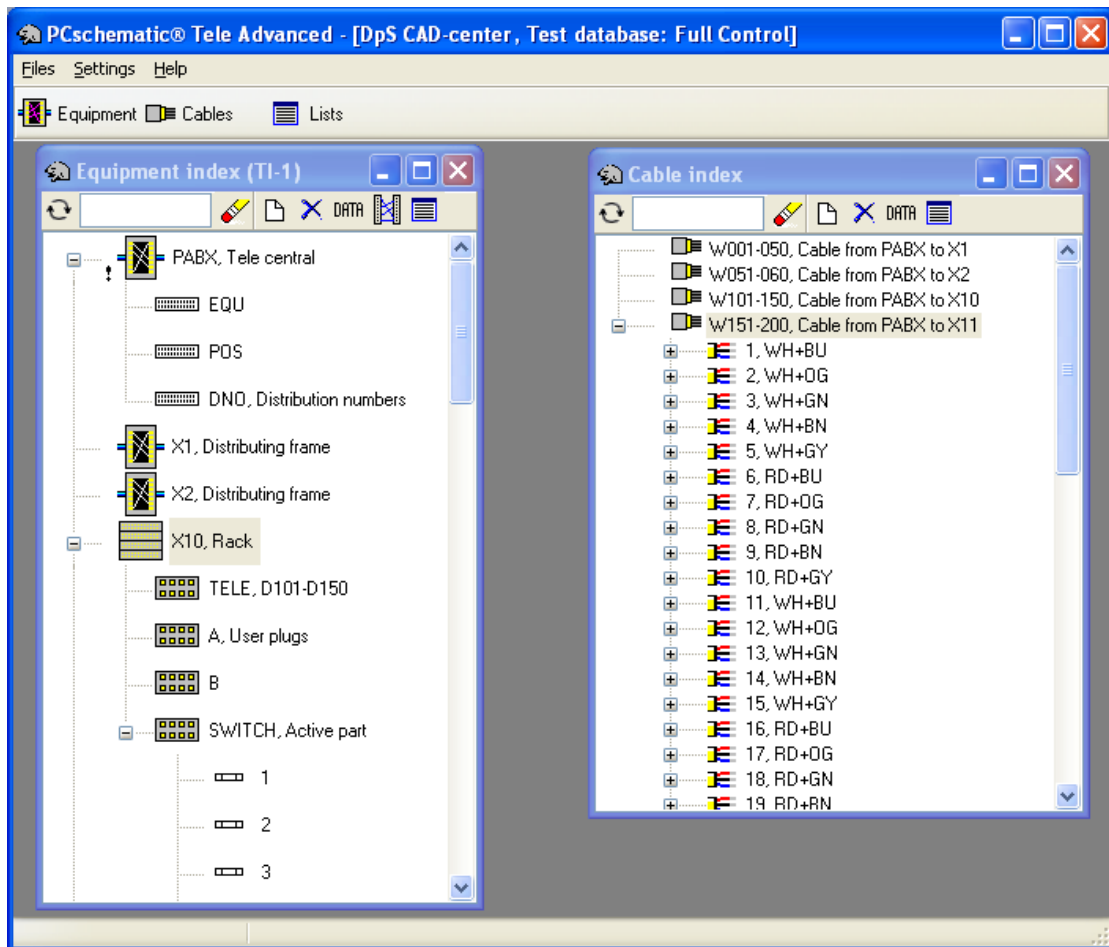 PCschematic® Tele Advanced - [DpS CAD-center, Test database: Full Control]
Files Settings Help
Equipment Cables Lists
Equipment index (TI-1)
DATA
PABX, Tele central
EQU
POS
DNO, Distribution numbers
X1, Distributing frame
X2, Distributing frame
X10, Rack
TELE, D101-D150
A, User plugs
B
SWITCH, Active part
1
2
3
Cable index
DATA
W001-050, Cable from PABX to X1
W051-060, Cable from PABX to X2
W101-150, Cable from PABX to X10
W151-200, Cable from PABX to X11
1, WH+BU
2, WH+OG
3, WH+GN
4, WH+BN
5, WH+GY
6, RD+BU
7, RD+OG
8, RD+GN
9, RD+BN
10, RD+GY
11, WH+BU
12, WH+OG
13, WH+GN
14, WH+BN
15, WH+GY
16, RD+BU
17, RD+OG
18, RD+GN
19, RD+BN